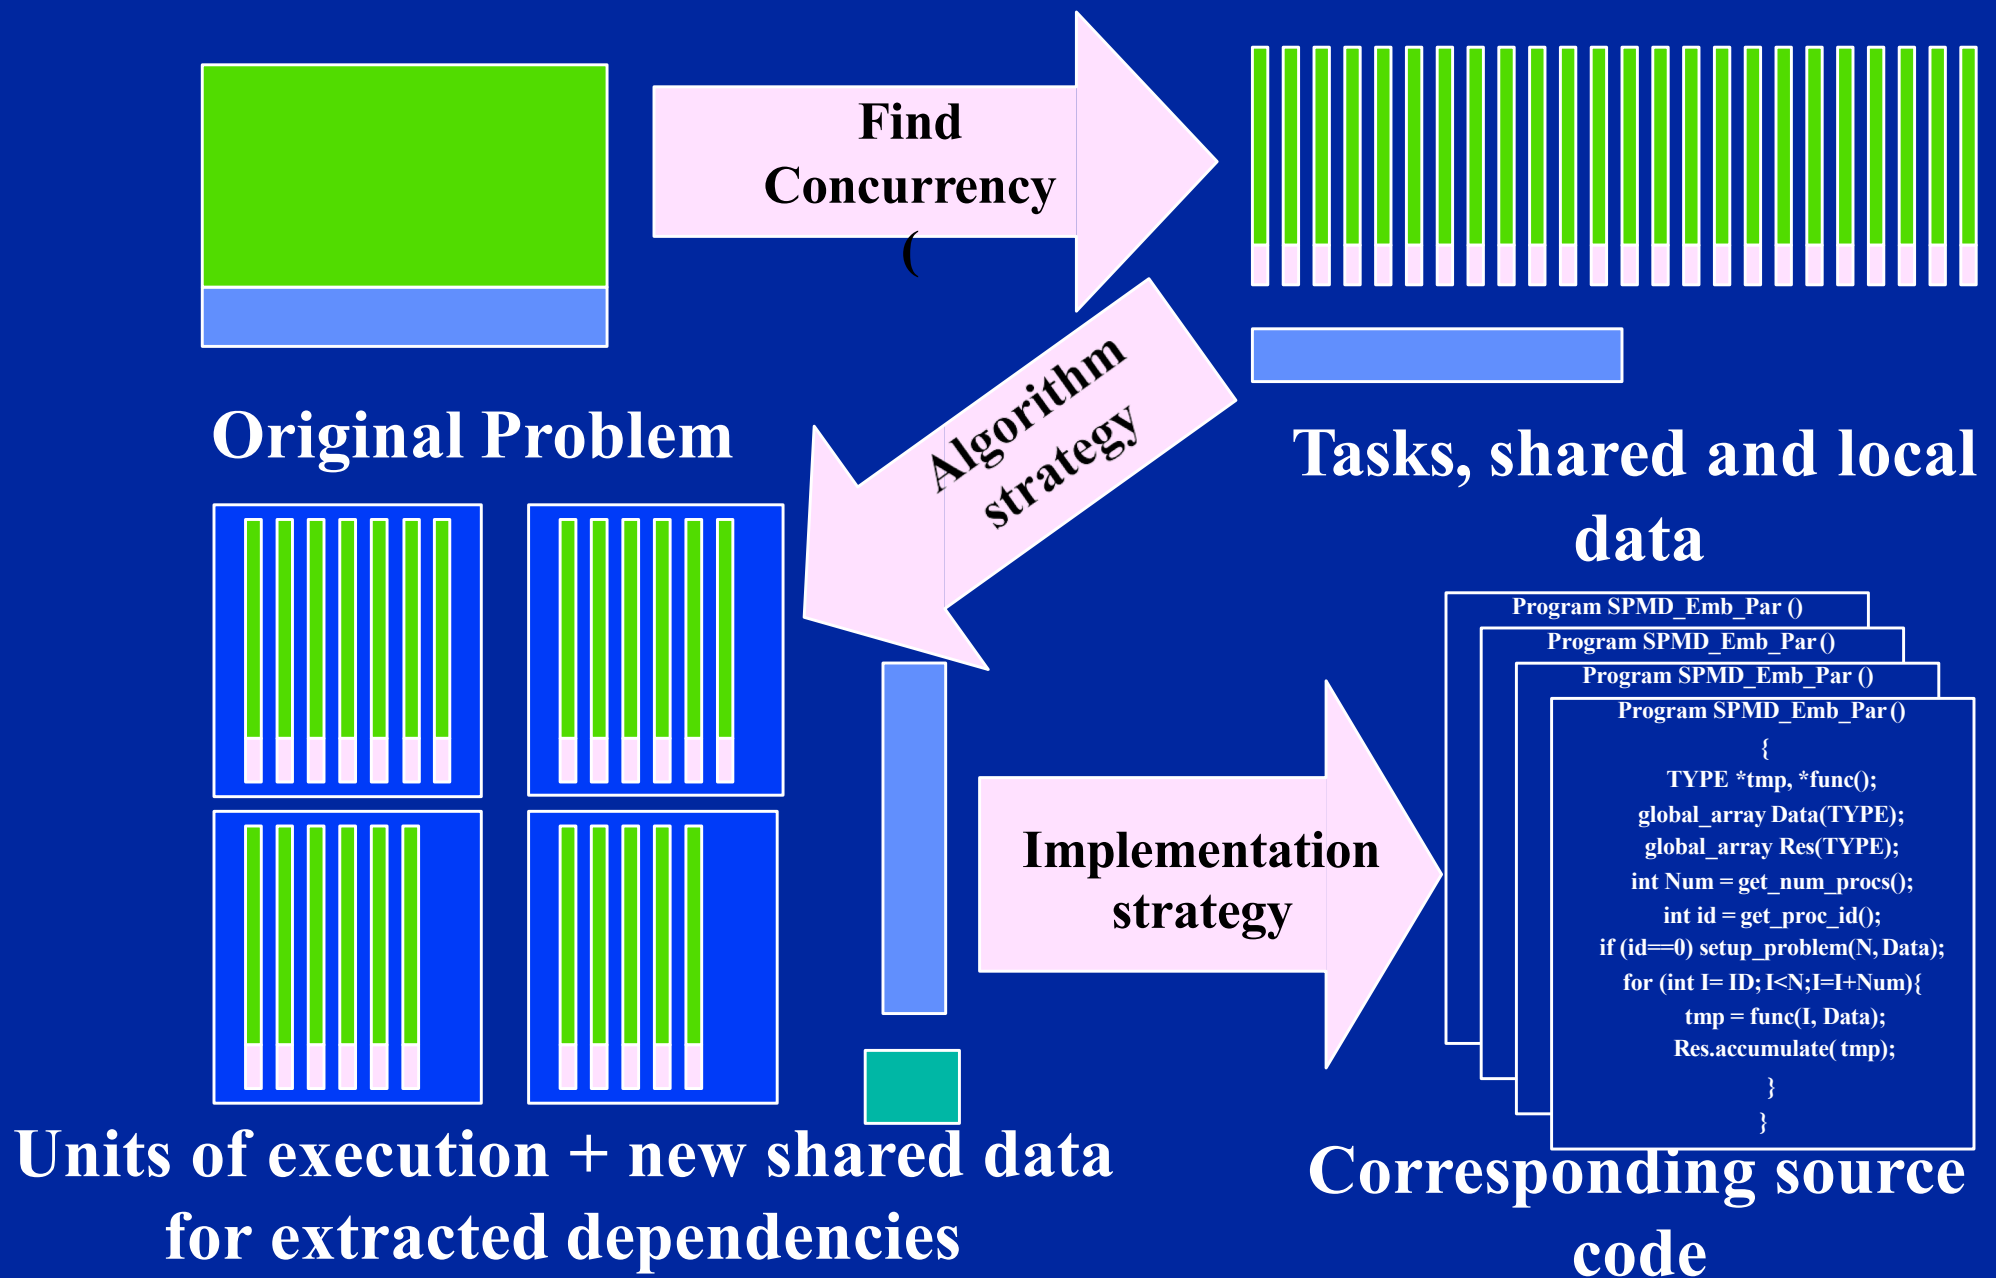 Find
Concurrency
(
Original Problem
Algorithm
strategy
Tasks, shared and local
data
Program SPMD_Emb_Par ()
Program SPMD_Emb_Par ()
Program SPMD_Emb_Par ()
Program SPMD_Emb_Par ()
{
TYPE *tmp, *func();
global_array Data(TYPE);
global_array Res(TYPE);
int Num = get_num_procs();
int id = get_proc_id();
if (id==0) setup_problem(N, Data);
for (int I= ID; I<N;I=I+Num){
tmp = func(I, Data);
Res.accumulate( tmp);
}
}
Implementation
strategy
Units of execution + new shared data
for extracted dependencies
Corresponding source
code